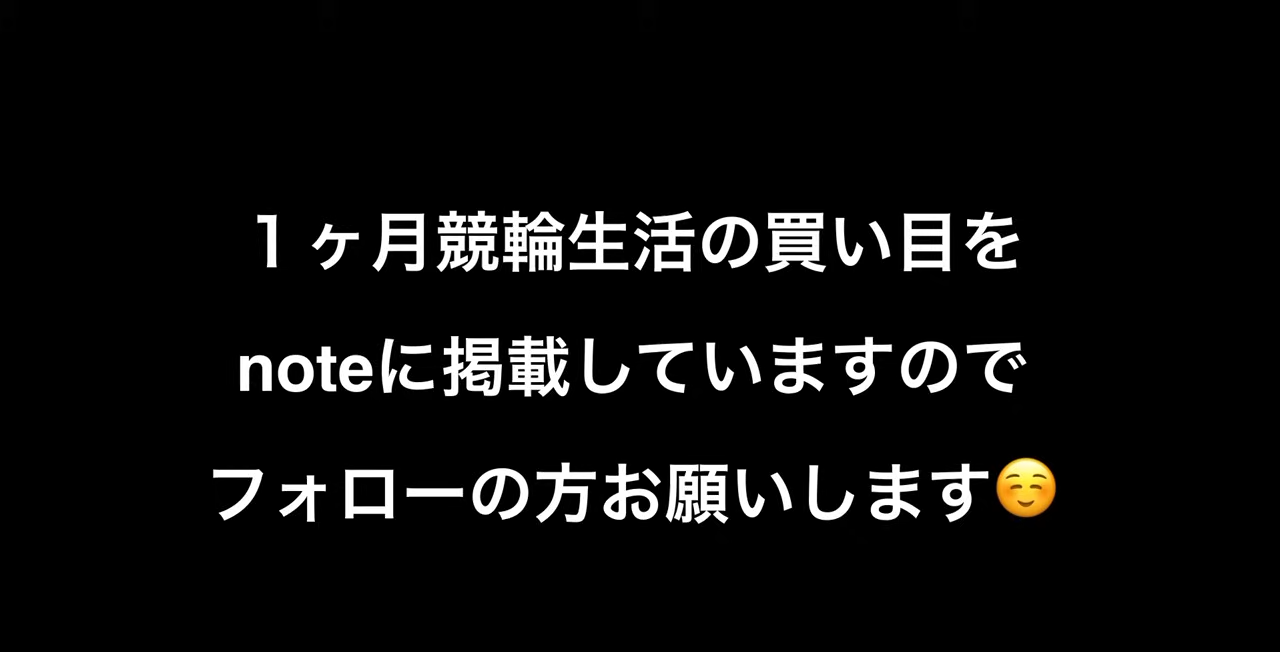 １ヶ月競輪生活の買い目を
noteに掲載していますので
フォローの方お願いします☺️